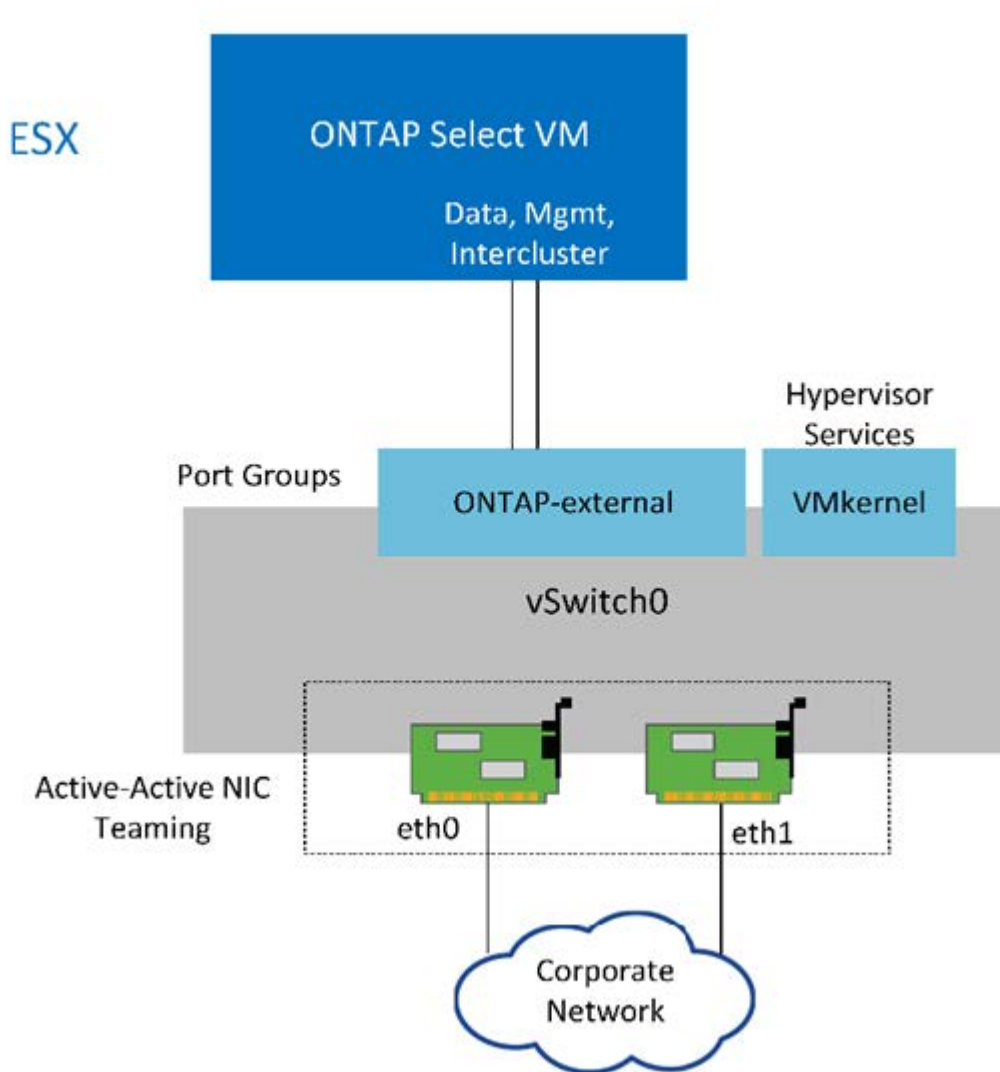 ESX
ONTAP Select VM
Data, Mgmt,
Intercluster
Hypervisor
Services
Port Groups
ONTAP-external
VMkernel
vSwitch0
Active-Active NIC
Teaming
eth0
eth1
Corporate
Network